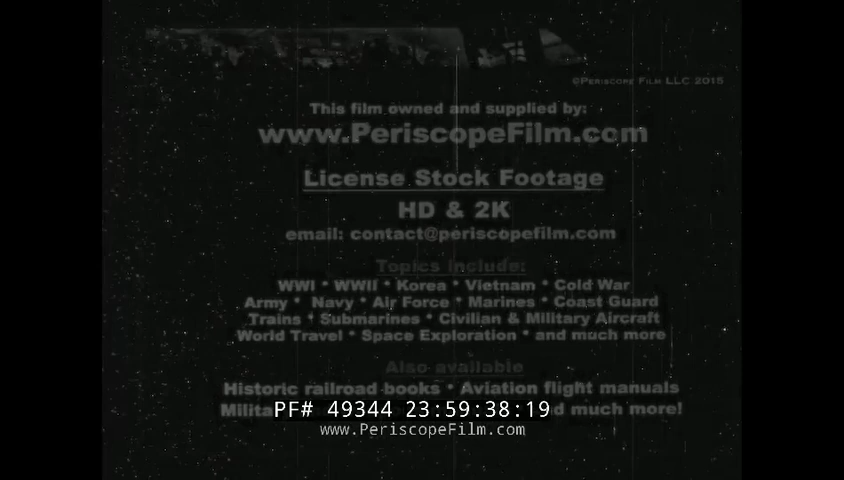 ©PERISCOPE FILM LLC 2015
This film owned and supplied by:
www.PeriscopeFilm.com
License Stock Footage
HD & 2K
email: contact@periscopefilm.com
Topics Include:
WWI * WWII * Korea * Vietnam * Cold War
Army * Navy * Air Force * Marines * Coast Guard
Trains * Submarines * Civilian & Military Aircraft
World Travel * Space Exploration * and much more
Also available
Historic railroad books * Aviation flight manuals
much more!
PF# 49344 23:59:38:19
www.PeriscopeFilm.com